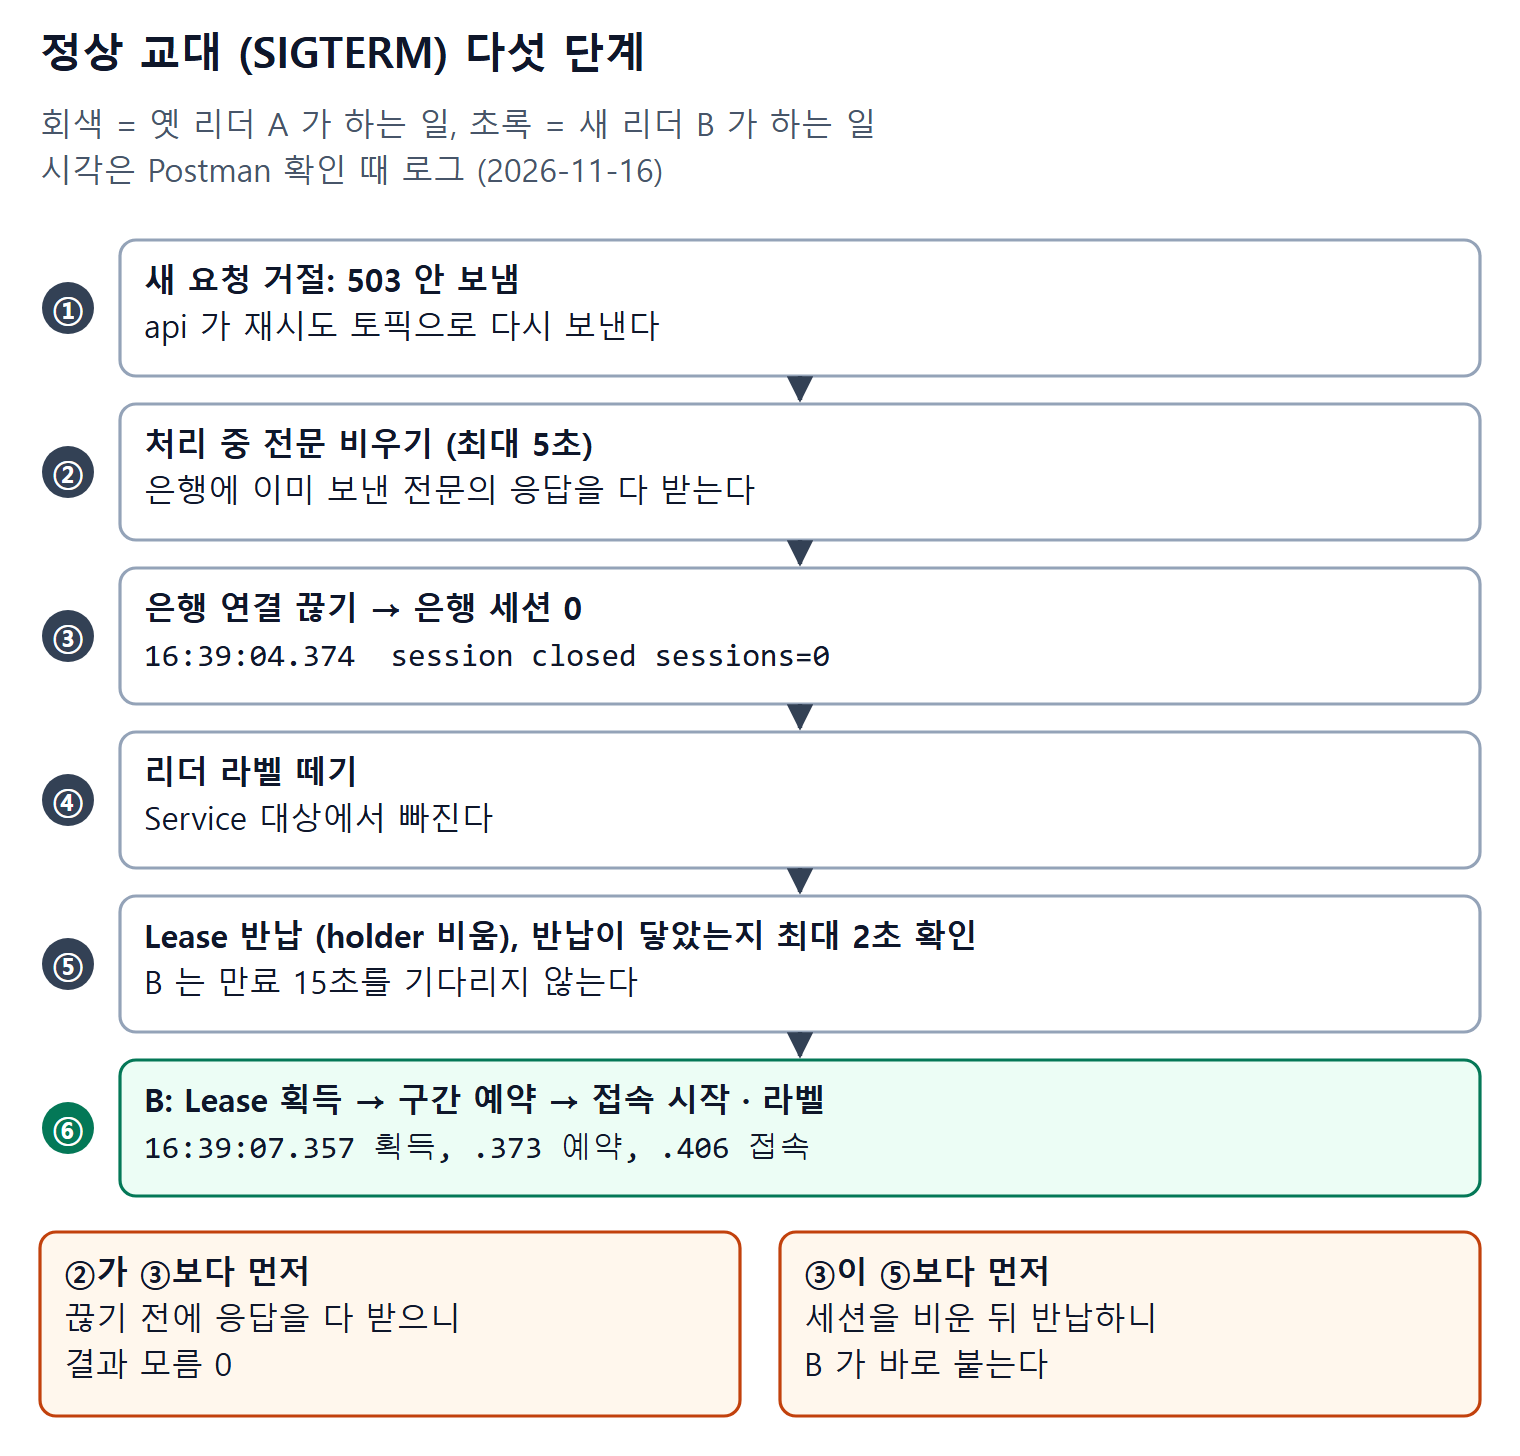 정상 교대 (SIGTERM) 다섯 단계
회색 = 옛 리더 A 가 하는 일, 초록 = 새 리더 B 가 하는 일
시각은 Postman 확인 때 로그 (2026-11-16)
①
새 요청 거절: 503 안 보냄
api 가 재시도 토픽으로 다시 보낸다
②
처리 중 전문 비우기 (최대 5초)
은행에 이미 보낸 전문의 응답을 다 받는다
③
은행 연결 끊기 → 은행 세션 0
16:39:04.374  session closed sessions=0
④
리더 라벨 떼기
Service 대상에서 빠진다
⑤
Lease 반납 (holder 비움), 반납이 닿았는지 최대 2초 확인
B 는 만료 15초를 기다리지 않는다
⑥
B: Lease 획득 → 구간 예약 → 접속 시작 · 라벨
16:39:07.357 획득, .373 예약, .406 접속
②가 ③보다 먼저
끊기 전에 응답을 다 받으니
결과 모름 0
③이 ⑤보다 먼저
세션을 비운 뒤 반납하니
B 가 바로 붙는다